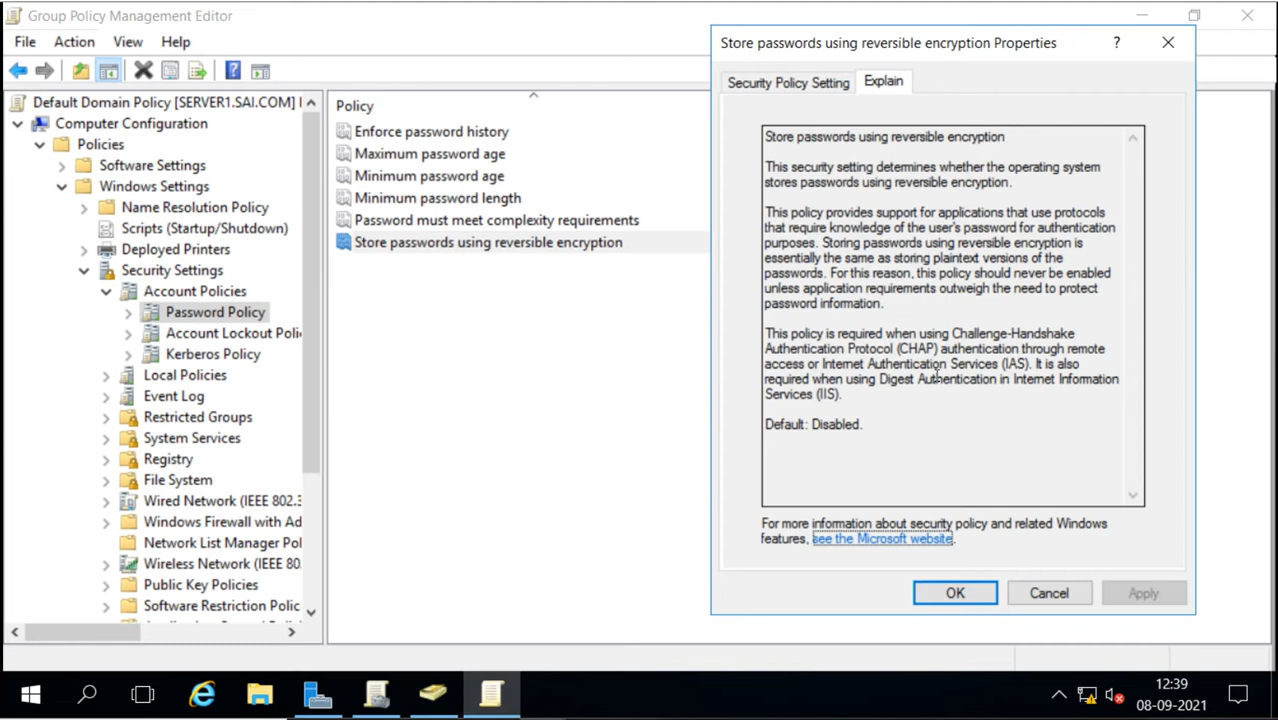 Group Policy Management Editor
File Action View Help
Default Domain Policy [SERVER1.SAI.COM]
Computer Configuration
Policies
Software Settings
Windows Settings
Name Resolution Policy
Scripts (Startup/Shutdown)
Deployed Printers
Security Settings
Account Policies
Password Policy
Account Lockout Poli
Kerberos Policy
Local Policies
Event Log
Restricted Groups
System Services
Registry
File System
Wired Network (IEEE 802.3
Windows Firewall with Ad
Network List Manager Pol
Wireless Network (IEEE 80
Public Key Policies
Software Restriction Polic
Policy
Enforce password history
Maximum password age
Minimum password age
Minimum password length
Password must meet complexity requirements
Store passwords using reversible encryption
Store passwords using reversible encryption Properties
Security Policy Setting Explain
Store passwords using reversible encryption
This security setting determines whether the operating system
stores passwords using reversible encryption.
This policy provides support for applications that use protocols
that require knowledge of the user's password for authentication
purposes. Storing passwords using reversible encryption is
essentially the same as storing plaintext versions of the
passwords. For this reason, this policy should never be enabled
unless application requirements outweigh the need to protect
password information.
This policy is required when using Challenge-Handshake
Authentication Protocol (CHAP) authentication through remote
access or Internet Authentication Services (IAS). It is also
required when using Digest Authentication in Internet Information
Services (IIS).
Default: Disabled.
For more information about security policy and related Windows
features, see the Microsoft website.
OK Cancel Apply
12:39
08-09-2021